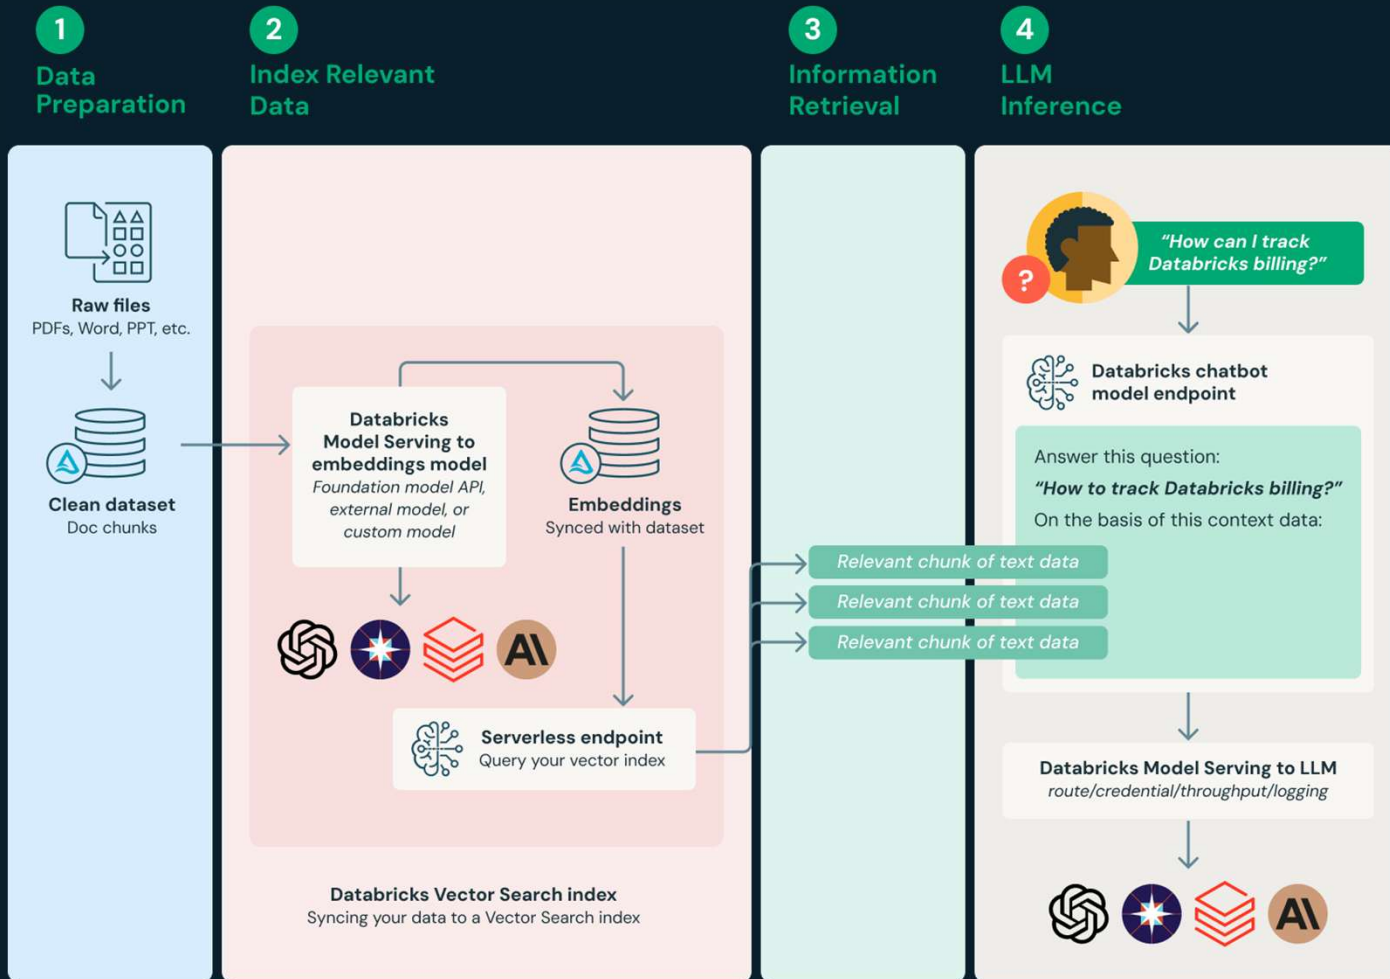 1
Data
Preparation
2
Index Relevant
Data
3
Information
Retrieval
4
LLM
Inference
Raw files
PDFs, Word, PPT, etc.
Clean dataset
Doc chunks
Databricks
Model Serving to
embeddings model
Foundation model API,
external model, or
custom model
Embeddings
Synced with dataset
Serverless endpoint
Query your vector index
Databricks Vector Search index
Syncing your data to a Vector Search index
Relevant chunk of text data
Relevant chunk of text data
Relevant chunk of text data
?
“How can I track
Databricks billing?”
Databricks chatbot
model endpoint
Answer this question:
“How to track Databricks billing?”
On the basis of this context data:
Databricks Model Serving to LLM
route/credential/throughput/logging